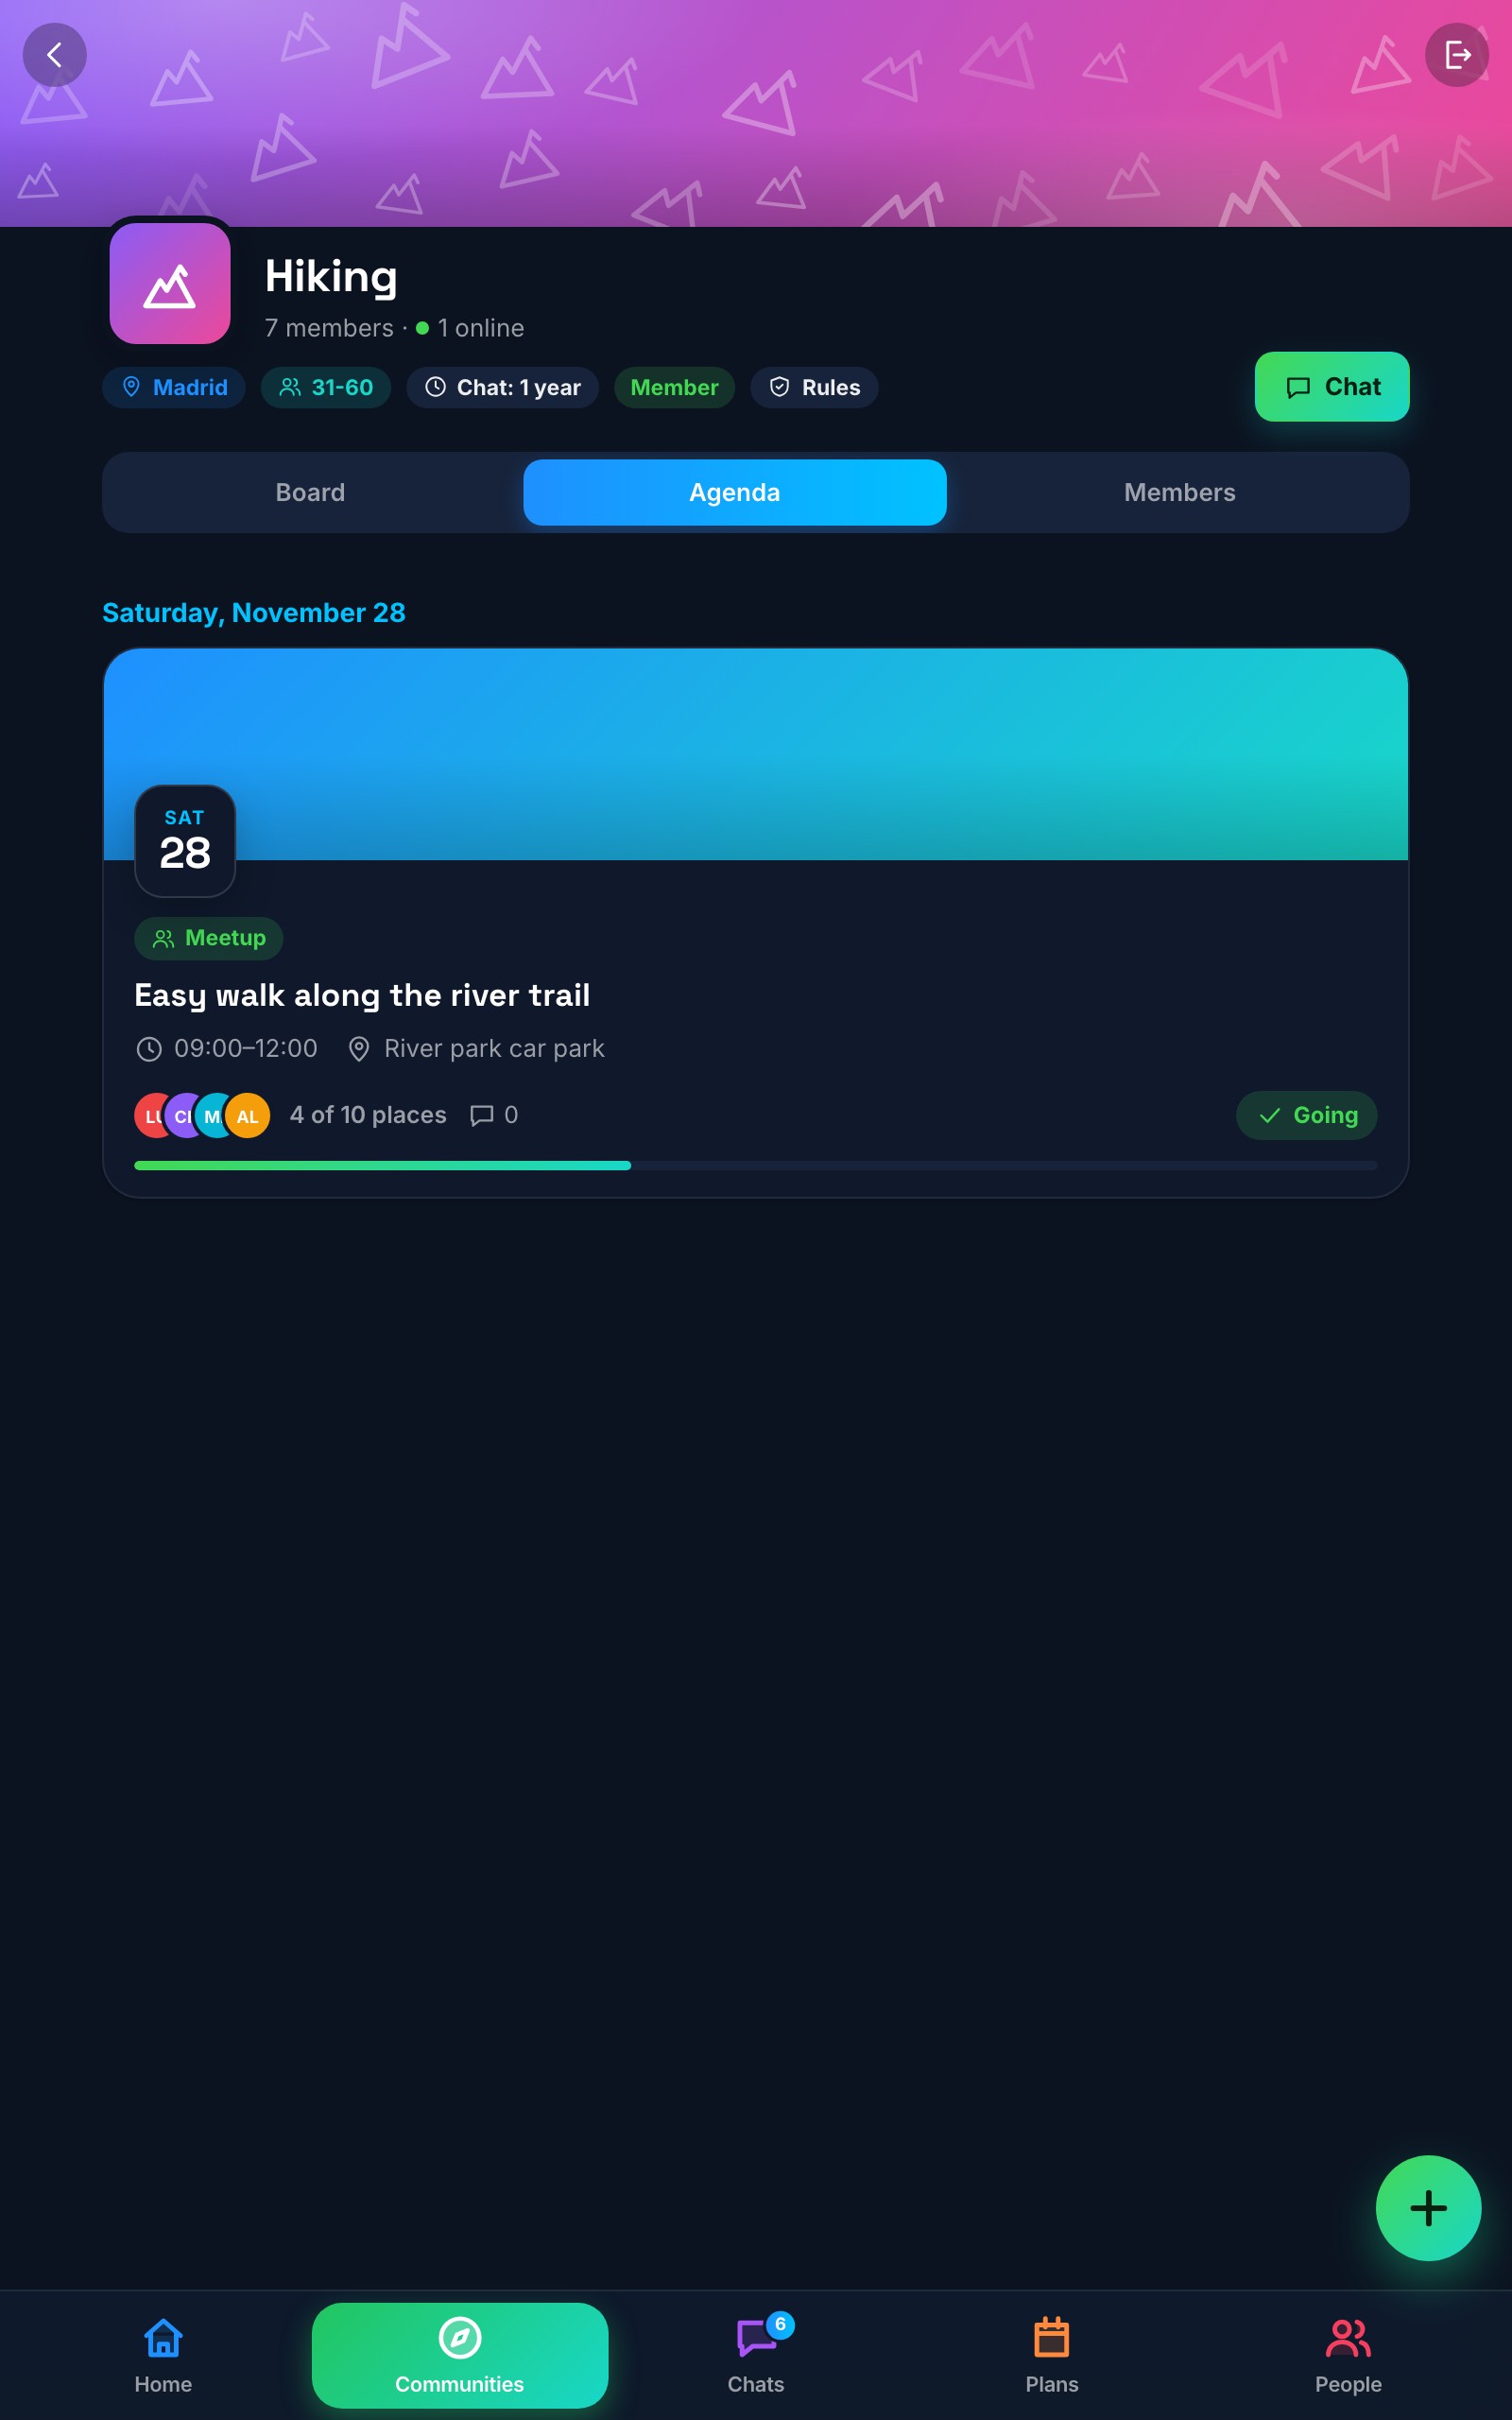 Hiking
7 members · 1 online
Madrid
31-60
Chat: 1 year
Member
Rules
Chat
Board
Agenda
Members
Saturday, November 28
SAT
28
Meetup
Easy walk along the river trail
09:00–12:00
River park car park
AL
4 of 10 places
0
Going
Home
Communities
6
Chats
Plans
People